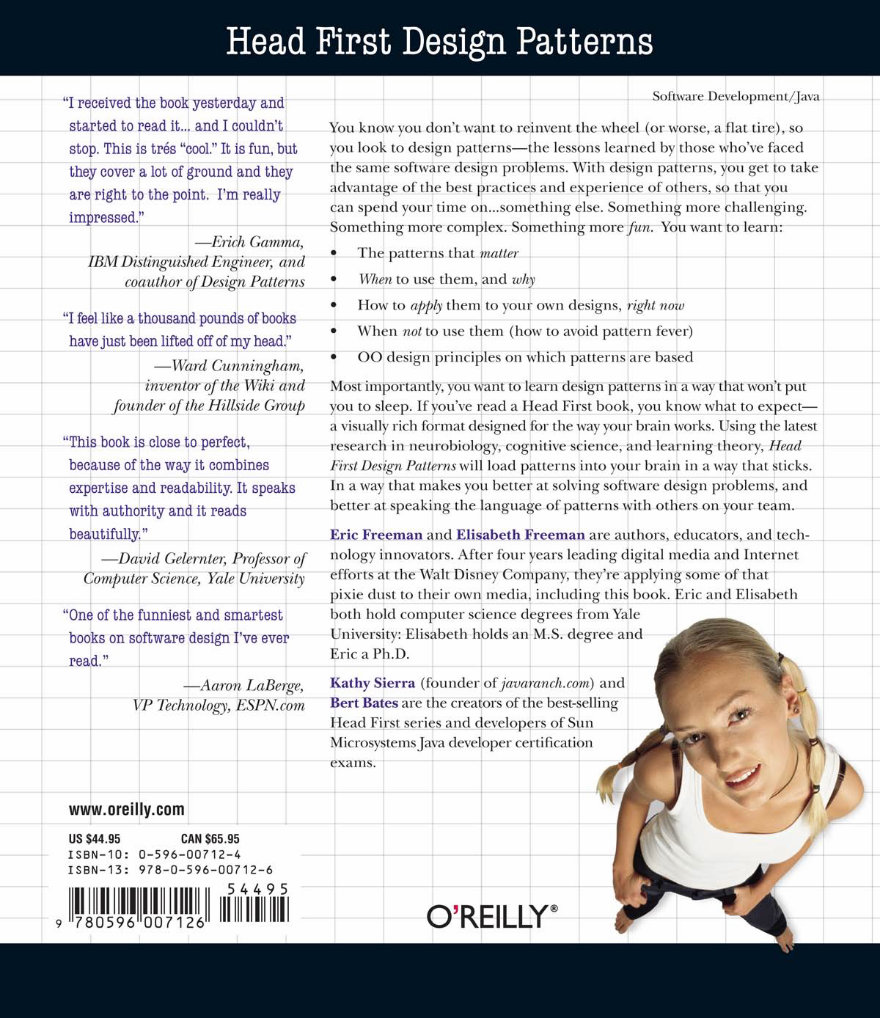 Head First Design Patterns
“I received the book yesterday and
started to read it... and I couldn’t
stop. This is trés “cool.” It is fun, but
they cover a lot of ground and they
are right to the point. I’m really
impressed.”
—Erich Gamma,
IBM Distinguished Engineer, and
coauthor of Design Patterns
“I feel like a thousand pounds of books
have just been lifted off of my head.”
—Ward Cunningham,
inventor of the Wiki and
founder of the Hillside Group
“This book is close to perfect,
because of the way it combines
expertise and readability. It speaks
with authority and it reads
beautifully.”
—David Gelernter, Professor of
Computer Science, Yale University
“One of the funniest and smartest
books on software design I’ve ever
read.”
—Aaron LaBerge,
VP Technology, ESPN.com
Software Development/Java
You know you don’t want to reinvent the wheel (or worse, a flat tire), so
you look to design patterns—the lessons learned by those who’ve faced
the same software design problems. With design patterns, you get to take
advantage of the best practices and experience of others, so that you
can spend your time on...something else. Something more challenging.
Something more complex. Something more fun. You want to learn:
• The patterns that matter
• When to use them, and why
• How to apply them to your own designs, right now
• When not to use them (how to avoid pattern fever)
• OO design principles on which patterns are based
Most importantly, you want to learn design patterns in a way that won’t put
you to sleep. If you’ve read a Head First book, you know what to expect—
a visually rich format designed for the way your brain works. Using the latest
research in neurobiology, cognitive science, and learning theory, Head
First Design Patterns will load patterns into your brain in a way that sticks.
In a way that makes you better at solving software design problems, and
better at speaking the language of patterns with others on your team.
Eric Freeman and Elisabeth Freeman are authors, educators, and tech-
nology innovators. After four years leading digital media and Internet
efforts at the Walt Disney Company, they’re applying some of that
pixie dust to their own media, including this book. Eric and Elisabeth
both hold computer science degrees from Yale
University: Elisabeth holds an M.S. degree and
Eric a Ph.D.
Kathy Sierra (founder of javaranch.com) and
Bert Bates are the creators of the best-selling
Head First series and developers of Sun
Microsystems Java developer certification
exams.
www.oreilly.com
US $44.95 CAN $65.95
ISBN-10: 0-596-00712-4
ISBN-13: 978-0-596-00712-6
54495
9 780596 007126
O’REILLY®